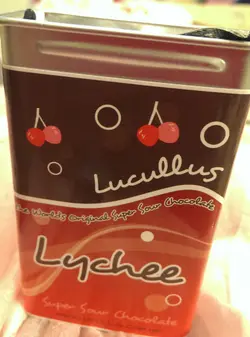 Lucullus
The World's Original Super Sour Chocolate
Lychee
Super Sour Chocolate